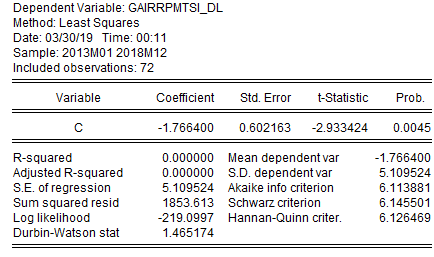 Dependent Variable: GAIRRPMTSI_DL
Method: Least Squares
Date: 03/30/19 Time: 00:11
Sample: 2013M01 2018M12
Included observations: 72
Variable Coefficient Std. Error t-Statistic Prob.
C -1.766400 0.602163 -2.933424 0.0045
R-squared 0.000000 Mean dependent var -1.766400
Adjusted R-squared 0.000000 S.D. dependent var 5.109524
S.E. of regression 5.109524 Akaike info criterion 6.113881
Sum squared resid 1853.613 Schwarz criterion 6.145501
Log likelihood -219.0997 Hannan-Quinn criter. 6.126469
Durbin-Watson stat 1.465174